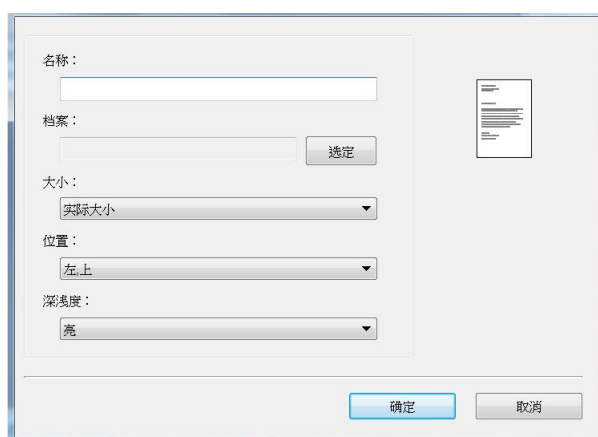 名称：
档案：
选定
大小：
实际大小
位置：
左,上
深浅度：
亮
确定
取消